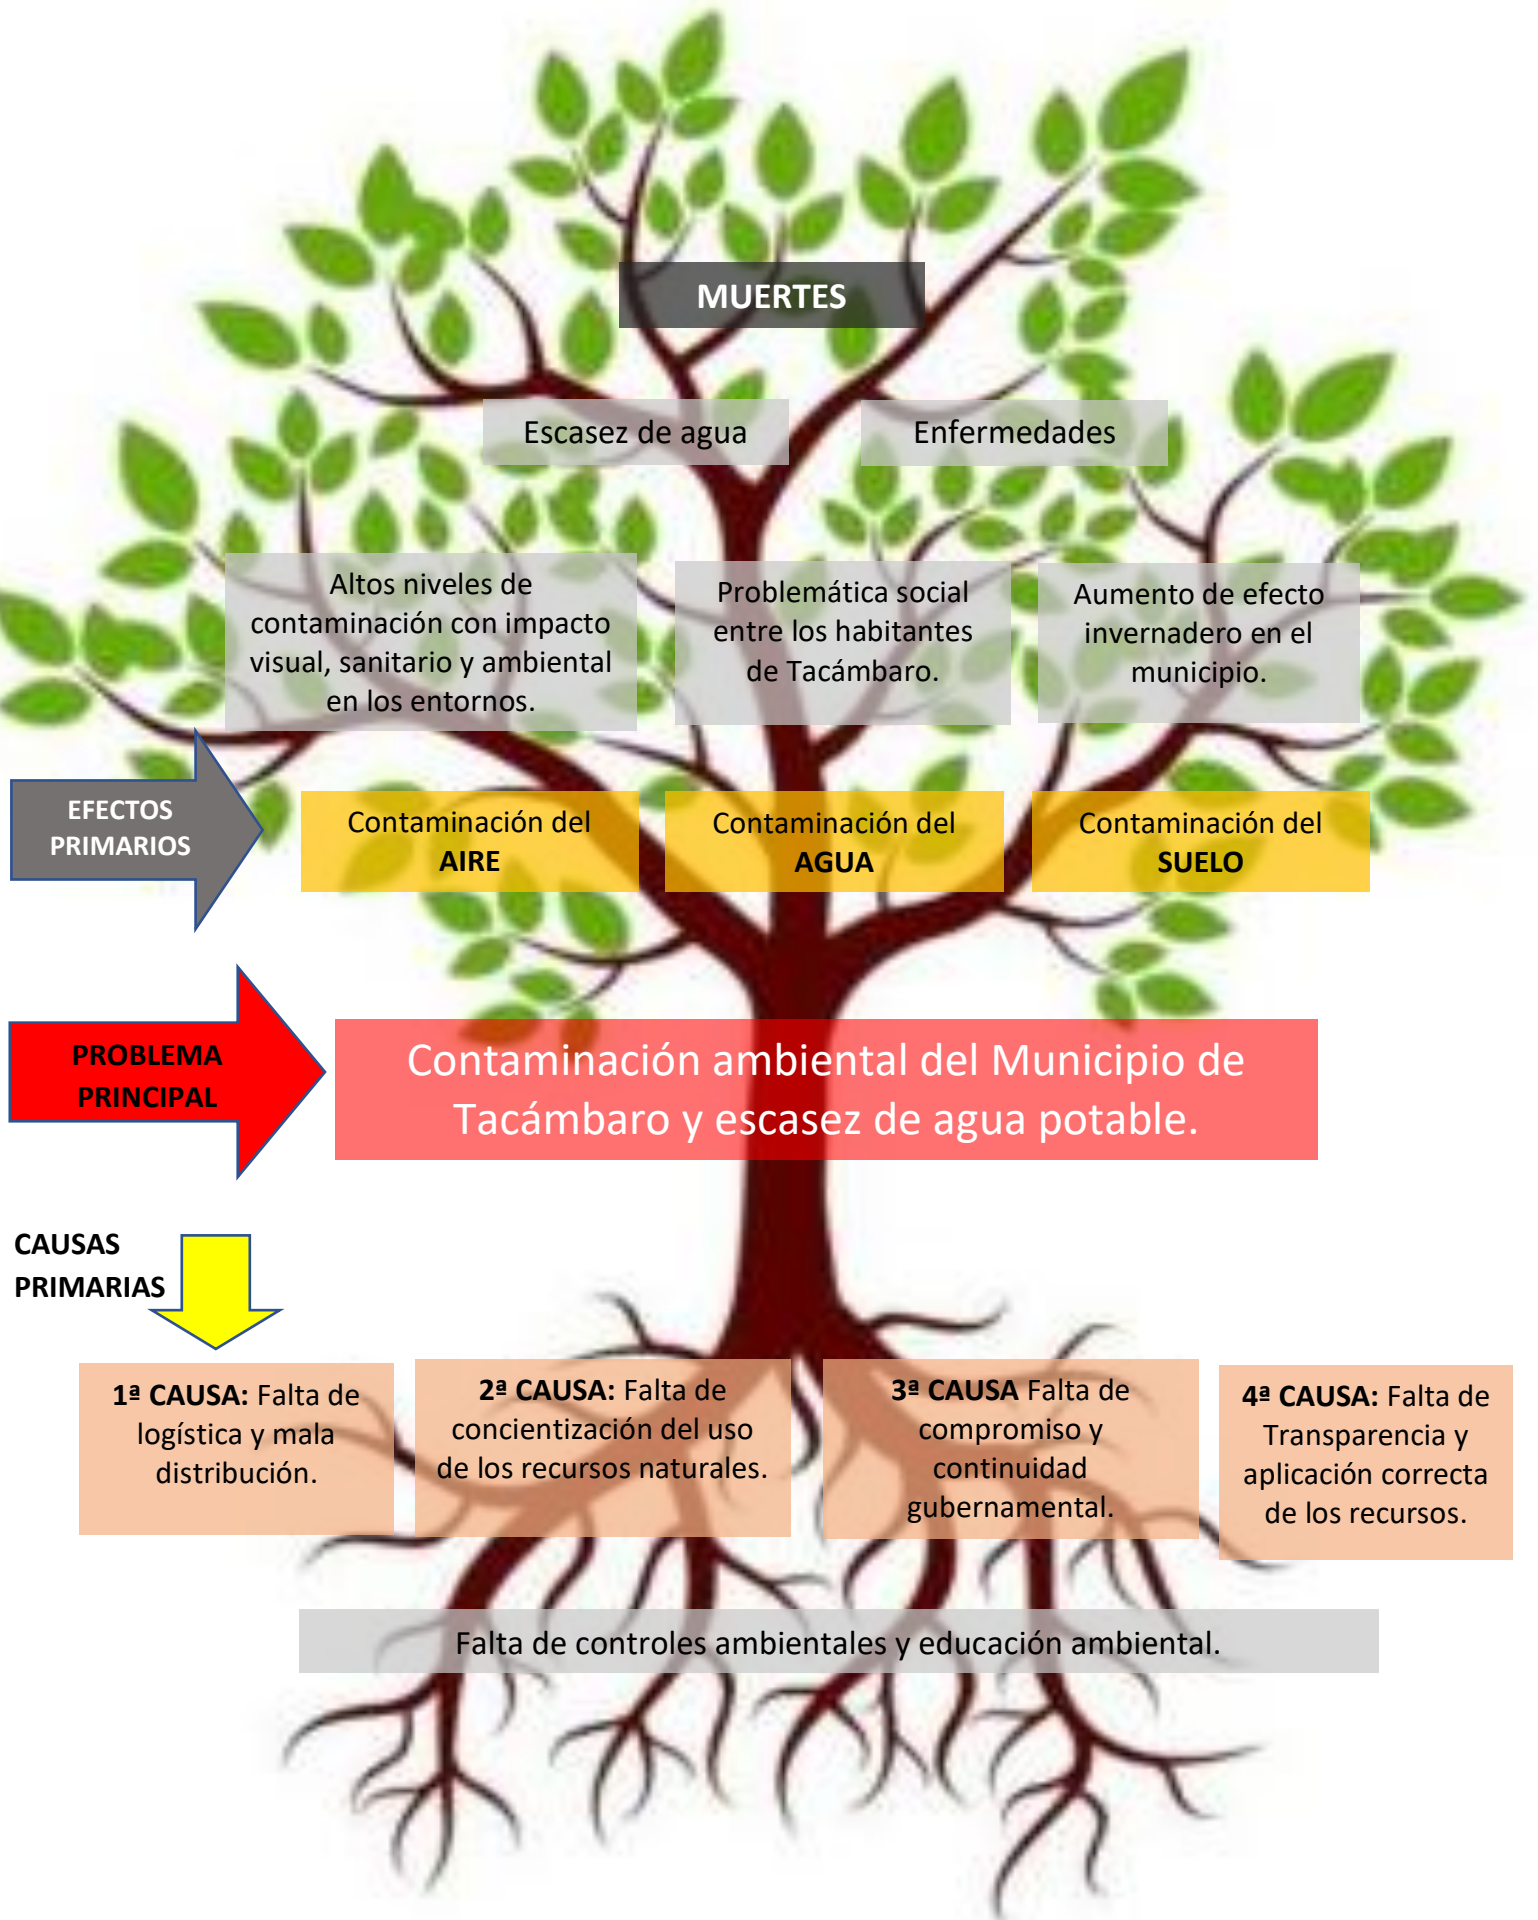 MUERTES
Escasez de agua
Enfermedades
Altos niveles de
contaminación con impacto
visual, sanitario y ambiental
en los entornos.
Problemática social
entre los habitantes
de Tacámbaro.
Aumento de efecto
invernadero en el
municipio.
EFECTOS
PRIMARIOS
Contaminación del
AIRE
Contaminación del
AGUA
Contaminación del
SUELO
PROBLEMA
PRINCIPAL
Contaminación ambiental del Municipio de
Tacámbaro y escasez de agua potable.
CAUSAS
PRIMARIAS
1ª CAUSA: Falta de
logística y mala
distribución.
2ª CAUSA: Falta de
concientización del uso
de los recursos naturales.
3ª CAUSA Falta de
compromiso y
continuidad
gubernamental.
4ª CAUSA: Falta de
Transparencia y
aplicación correcta
de los recursos.
Falta de controles ambientales y educación ambiental.